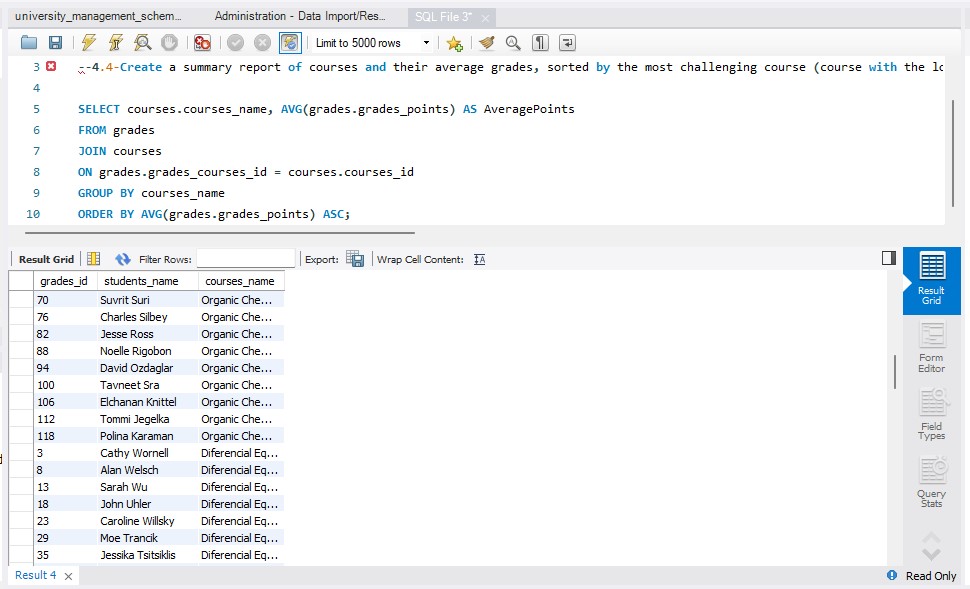 university_management_schem...
Administration - Data Import/Res...
SQL File 3*
Limit to 5000 rows
3 --4.4-Create a summary report of courses and their average grades, sorted by the most challenging course (course with the lo
4
5 SELECT courses.courses_name, AVG(grades.grades_points) AS AveragePoints
6 FROM grades
7 JOIN courses
8 ON grades.grades_courses_id = courses.courses_id
9 GROUP BY courses_name
10 ORDER BY AVG(grades.grades_points) ASC;
Result Grid Filter Rows: Export: Wrap Cell Content: IA
grades_id students_name courses_name
70 Suvrit Suri Organic Che...
76 Charles Silbey Organic Che...
82 Jesse Ross Organic Che...
88 Noelle Rigobon Organic Che...
94 David Ozdaglar Organic Che...
100 Tavneet Sra Organic Che...
106 Elchanan Knittel Organic Che...
112 Tommi Jegelka Organic Che...
118 Polina Karaman Organic Che...
3 Cathy Wornell Diferencial Eq...
8 Alan Welsch Diferencial Eq...
13 Sarah Wu Diferencial Eq...
18 John Uhler Diferencial Eq...
23 Caroline Willsky Diferencial Eq...
29 Moe Trancik Diferencial Eq...
35 Jessika Tsitsiklis Diferencial Eq...
Result
Grid
Form
Editor
Field
Types
Query
Stats
Result 4
Read Only